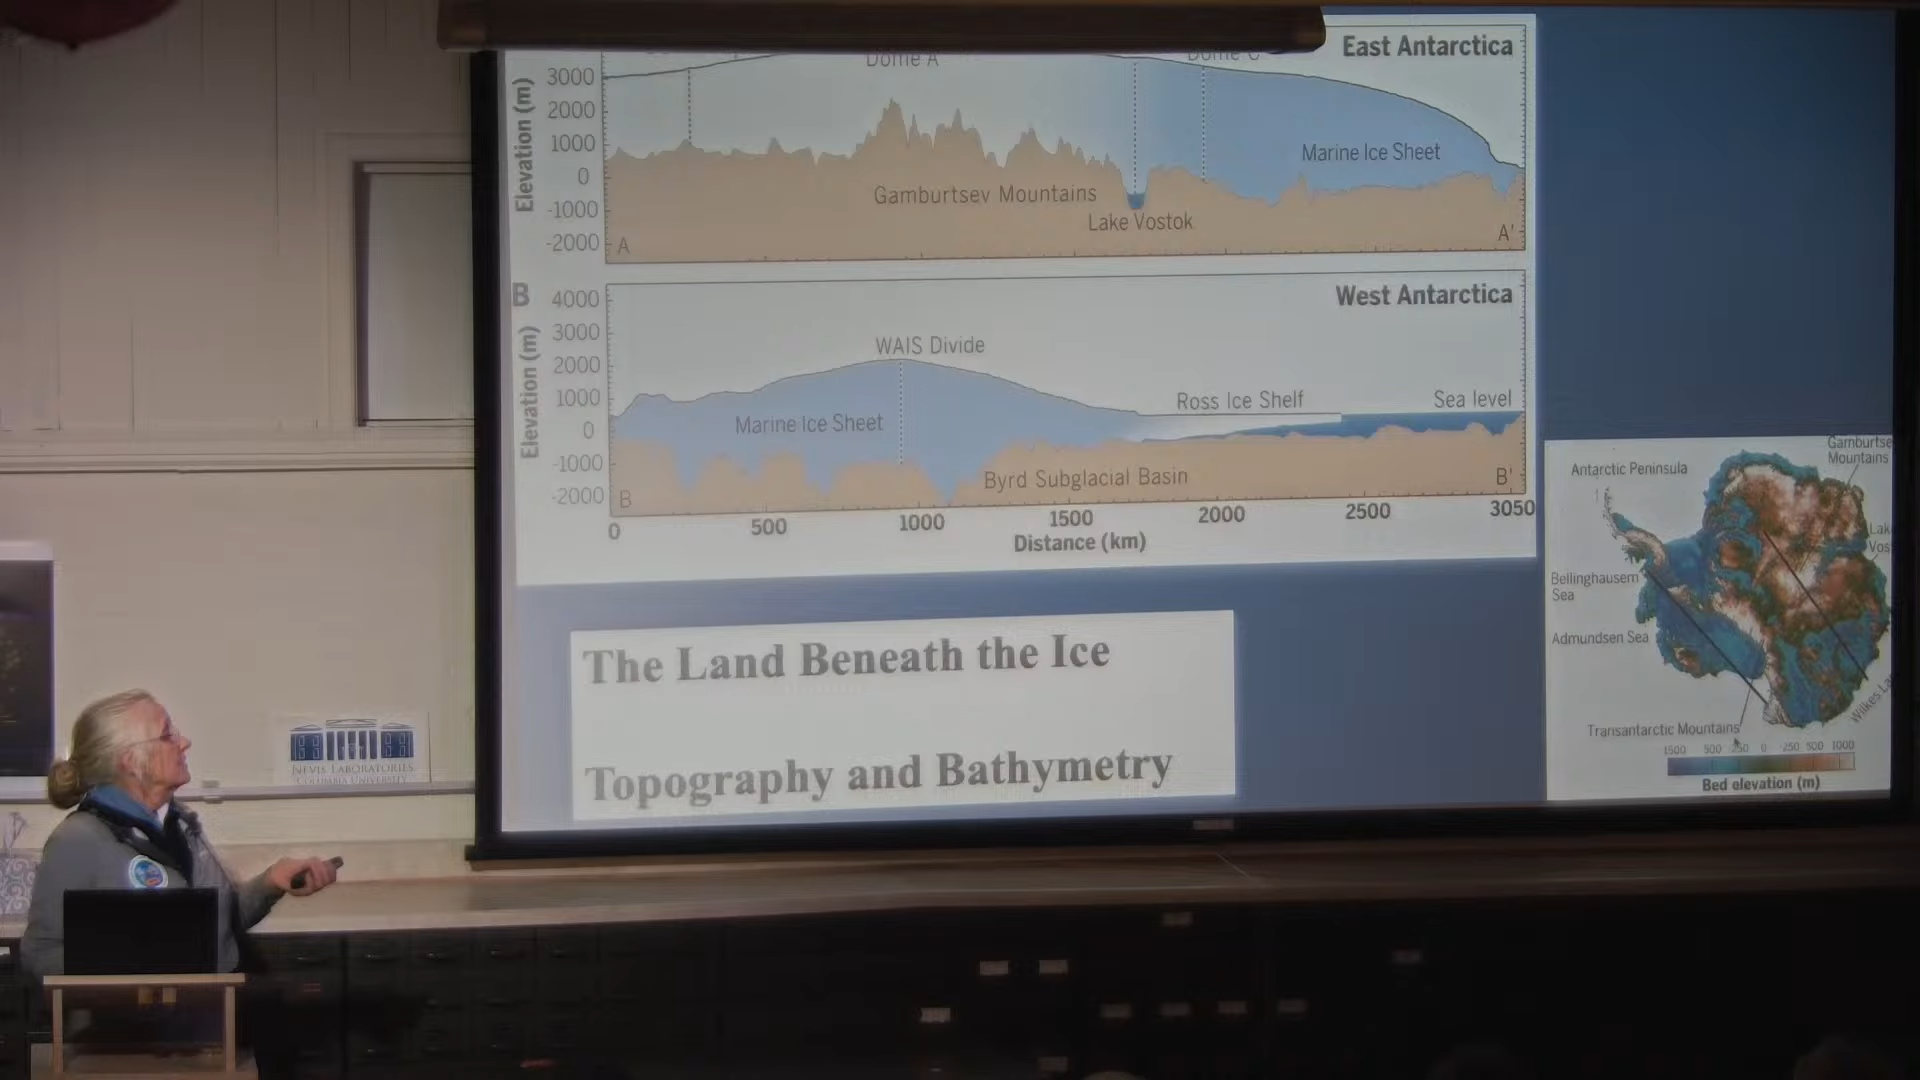 East Antarctica
Dome A
Dome C
Elevation (m)
3000
2000
1000
0
-1000
-2000
Marine Ice Sheet
Gamburtsev Mountains
Lake Vostok
A
A'
B
West Antarctica
Elevation (m)
4000
3000
2000
1000
0
-1000
-2000
WAIS Divide
Ross Ice Shelf
Sea level
Marine Ice Sheet
Byrd Subglacial Basin
B
B'
0 500 1000 1500 2000 2500 3050
Distance (km)
The Land Beneath the Ice
Topography and Bathymetry
Gamburtse
Mountains
Antarctic Peninsula
Lak
Vos
Bellinghausem
Sea
Admundsen Sea
Wilkes La
Transantarctic Mountains
1500 500 -250 0 250 500 1000
Bed elevation (m)
NEVIS LABORATORIES
COLUMBIA UNIVERSITY